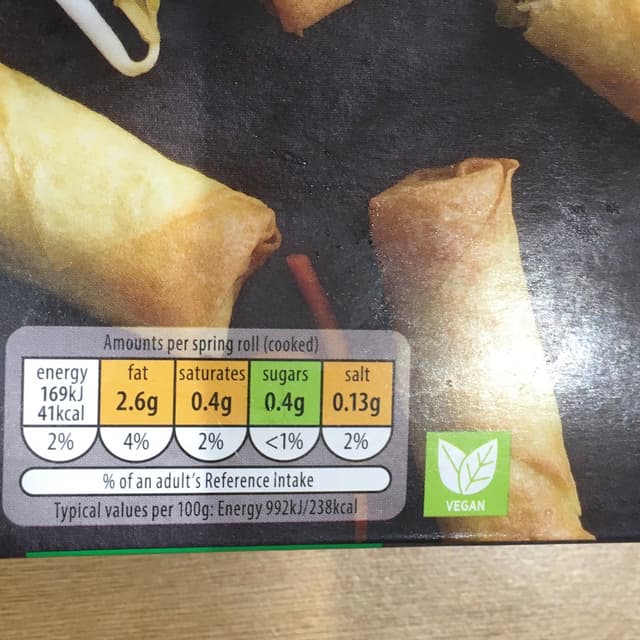 Amounts per spring roll (cooked)
energy fat saturates sugars salt
169kJ
41kcal 2.6g 0.4g 0.4g 0.13g
2% 4% 2% <1% 2%
% of an adult's Reference intake
Typical values per 100g: Energy 992kJ/238kcal
VEGAN